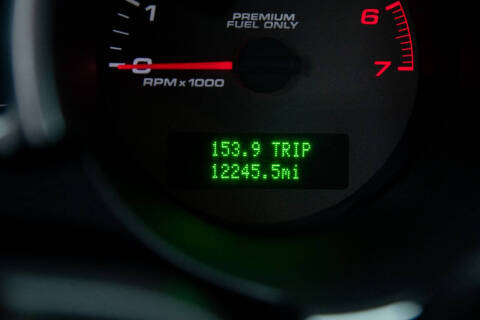 1
PREMIUM
FUEL ONLY
6
0
7
RPM x 1000
153.9 TRIP
12245.5mi